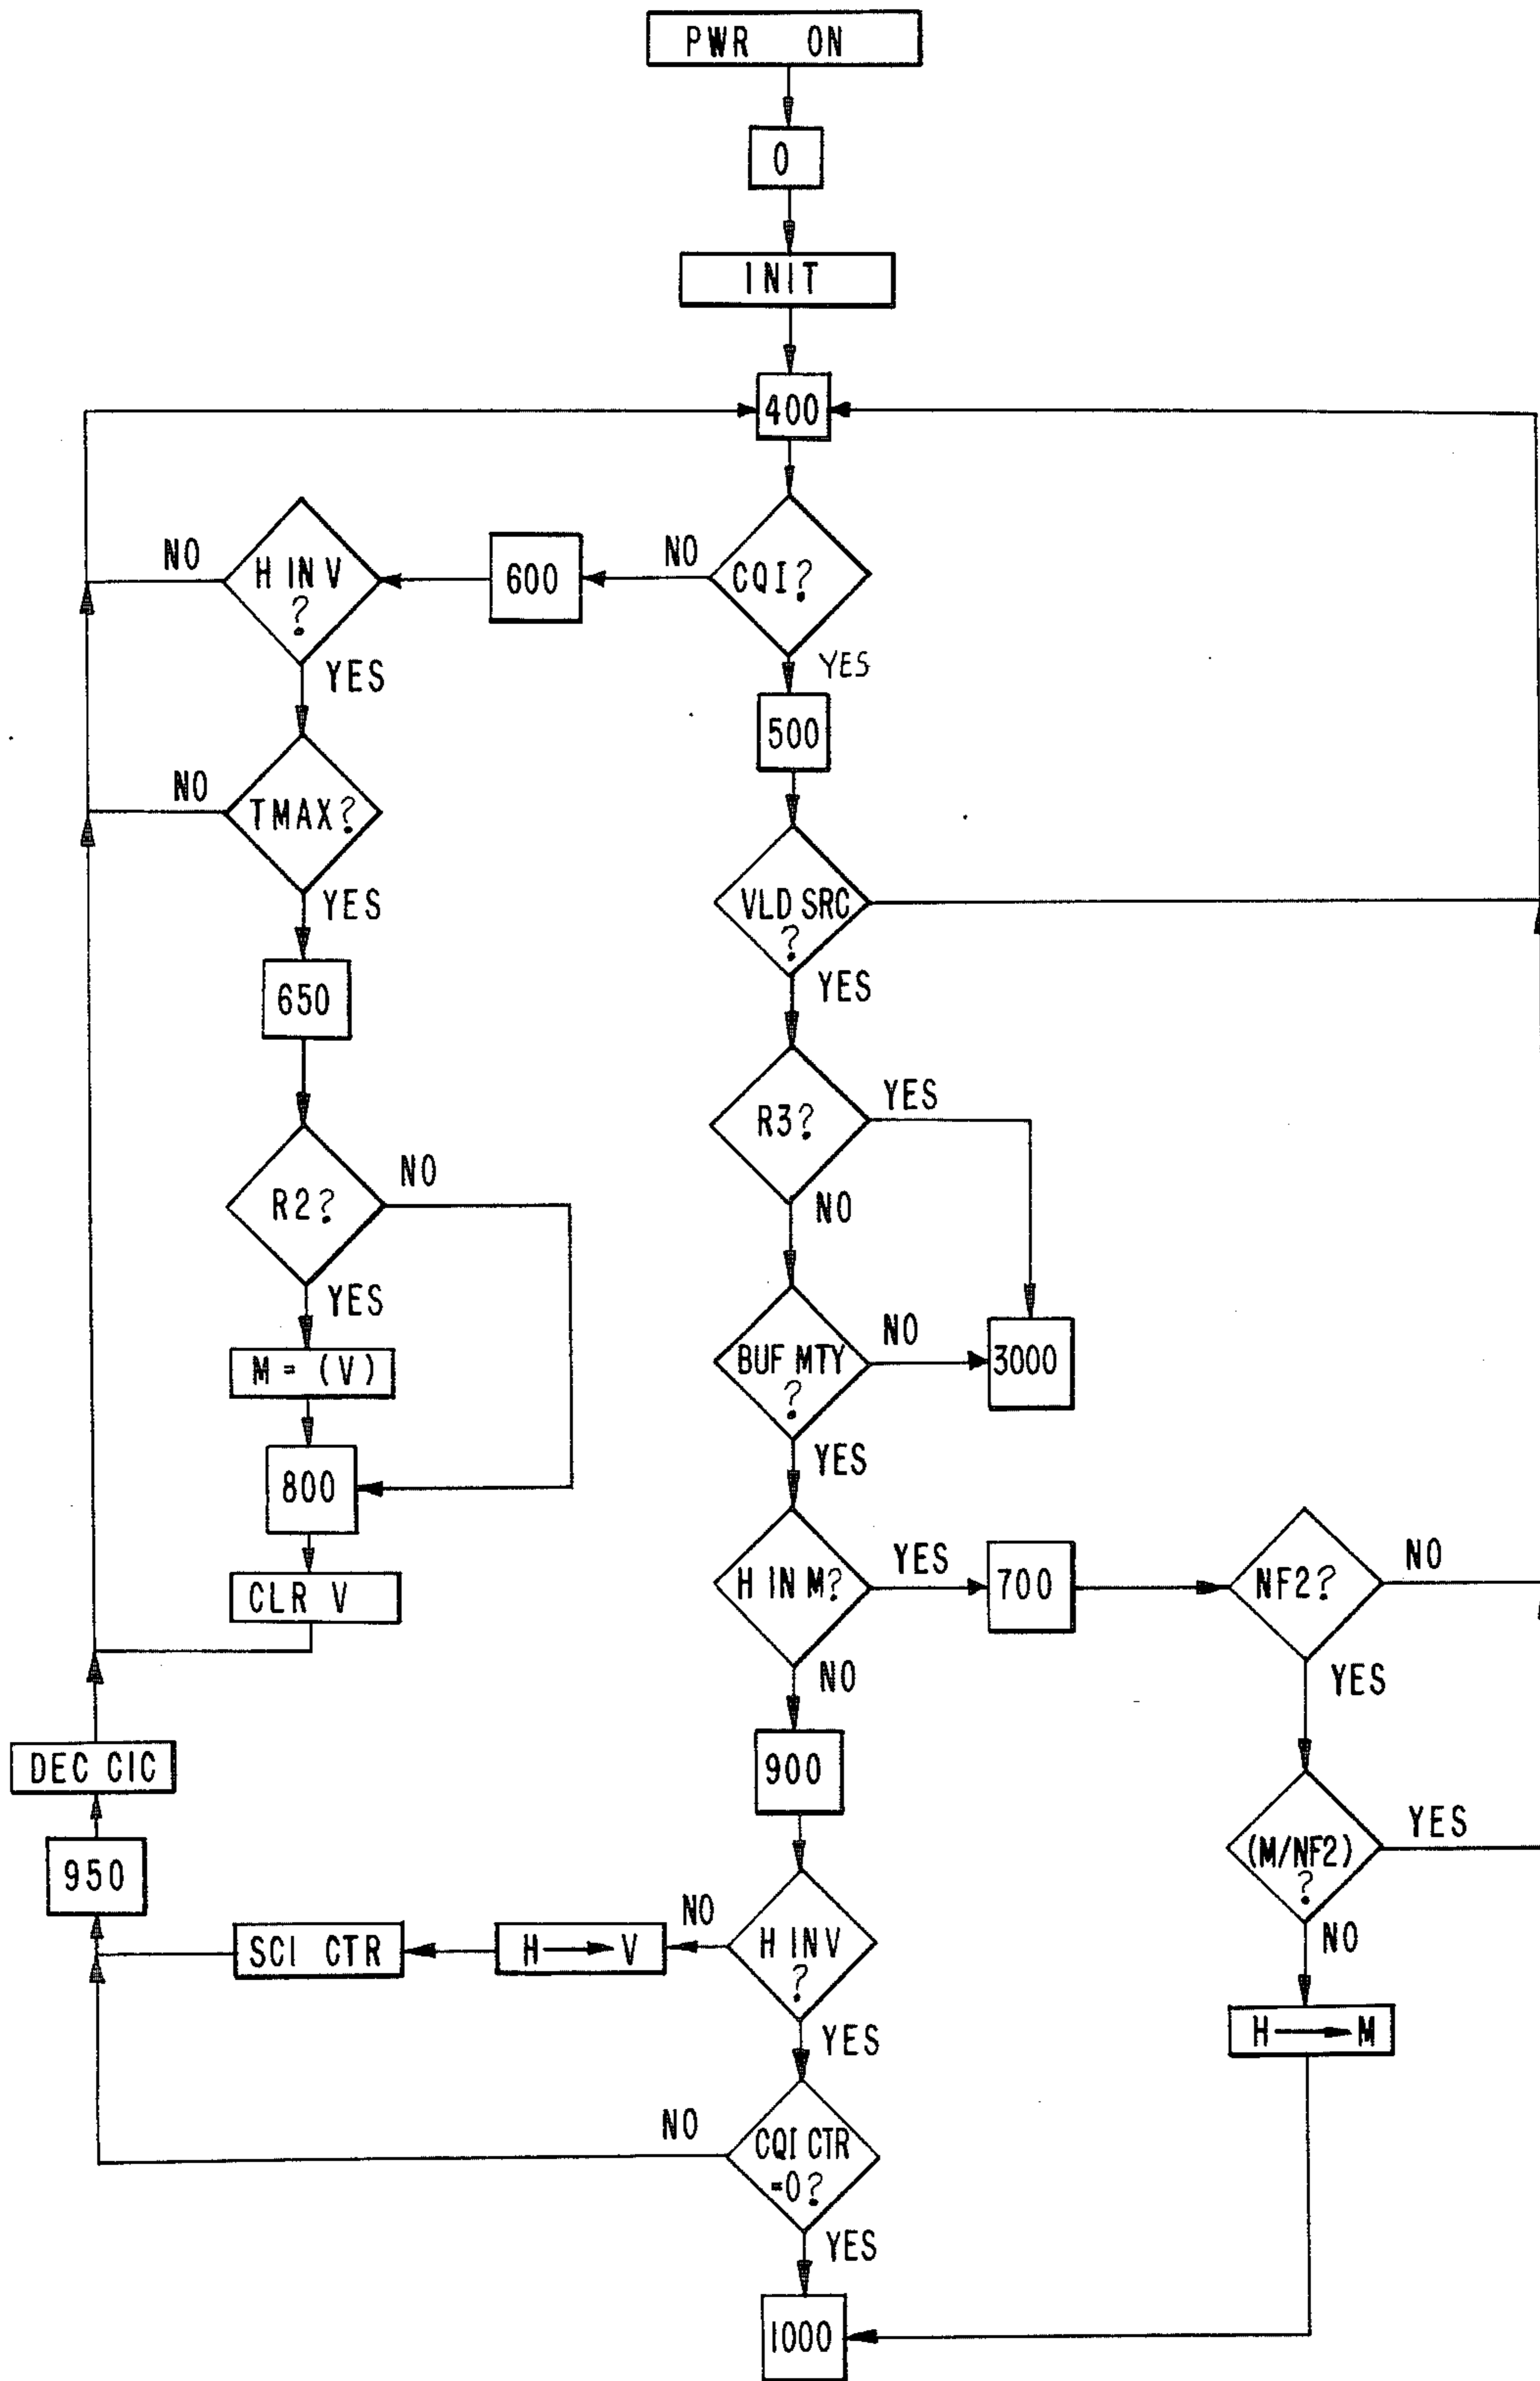 PWR ON
0
INIT
400
CQI?
NO
600
H IN V
?
NO
YES
YES
500
TMAX?
NO
YES
VLD SRC
?
YES
650
R3?
YES
NO
R2?
NO
YES
BUF MTY
?
NO
3000
YES
M = (V)
800
CLR V
H IN M?
YES
700
NF2?
NO
YES
NO
900
DEC CIC
950
(M/NF2)
?
YES
NO
H IN V
?
NO
H → V
SCI CTR
YES
H → M
CQI CTR
=0?
NO
YES
1000